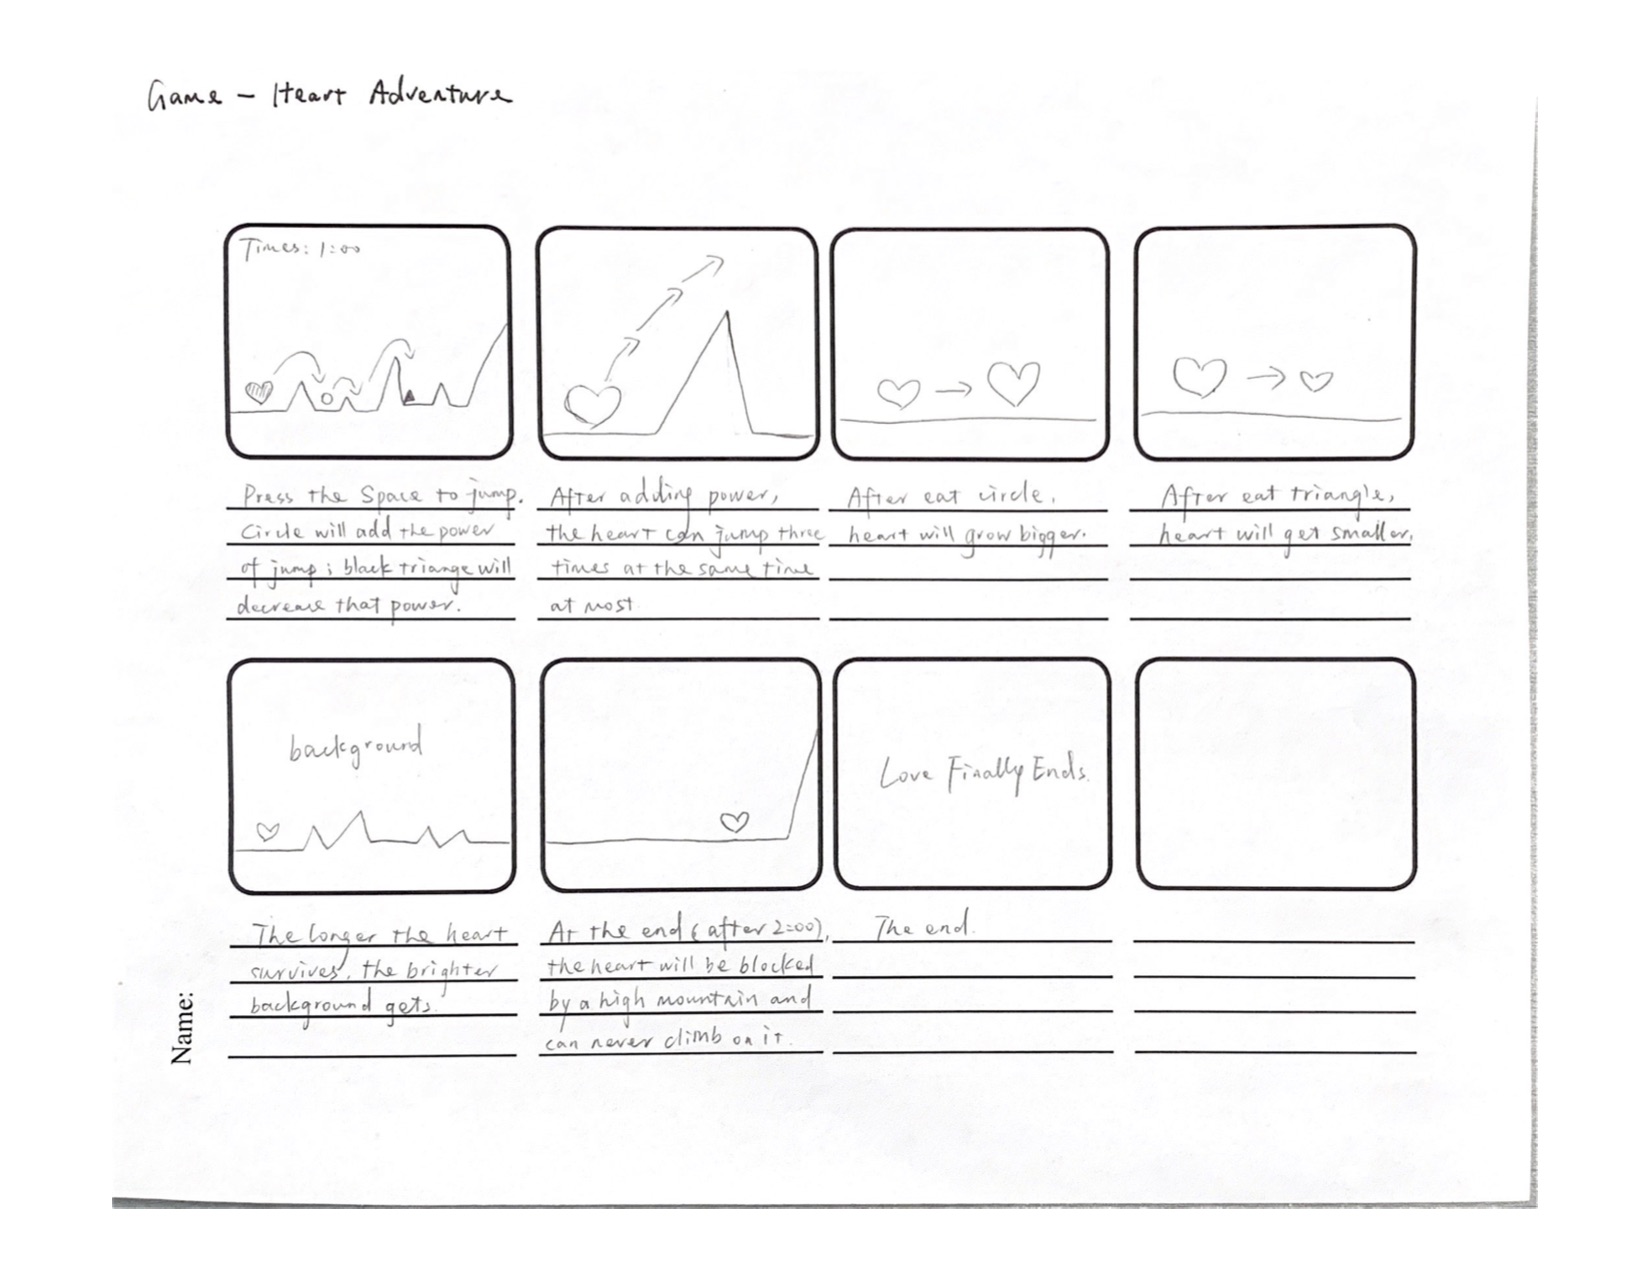 Game - Heart Adventure
Times: 1:00
Press the Space to jump.
Circle will add the power
of jump; black triange will
decrease that power.
After adding power,
the heart can jump three
times at the same time
at most
After eat circle,
heart will grow bigger.
After eat triangle,
heart will get smaller.
background
The longer the heart
survives, the brighter
background gets.
At the end (after 2:00),
the heart will be blocked
by a high mountain and
can never climb on it.
Love Finally Ends.
The end.
Name: